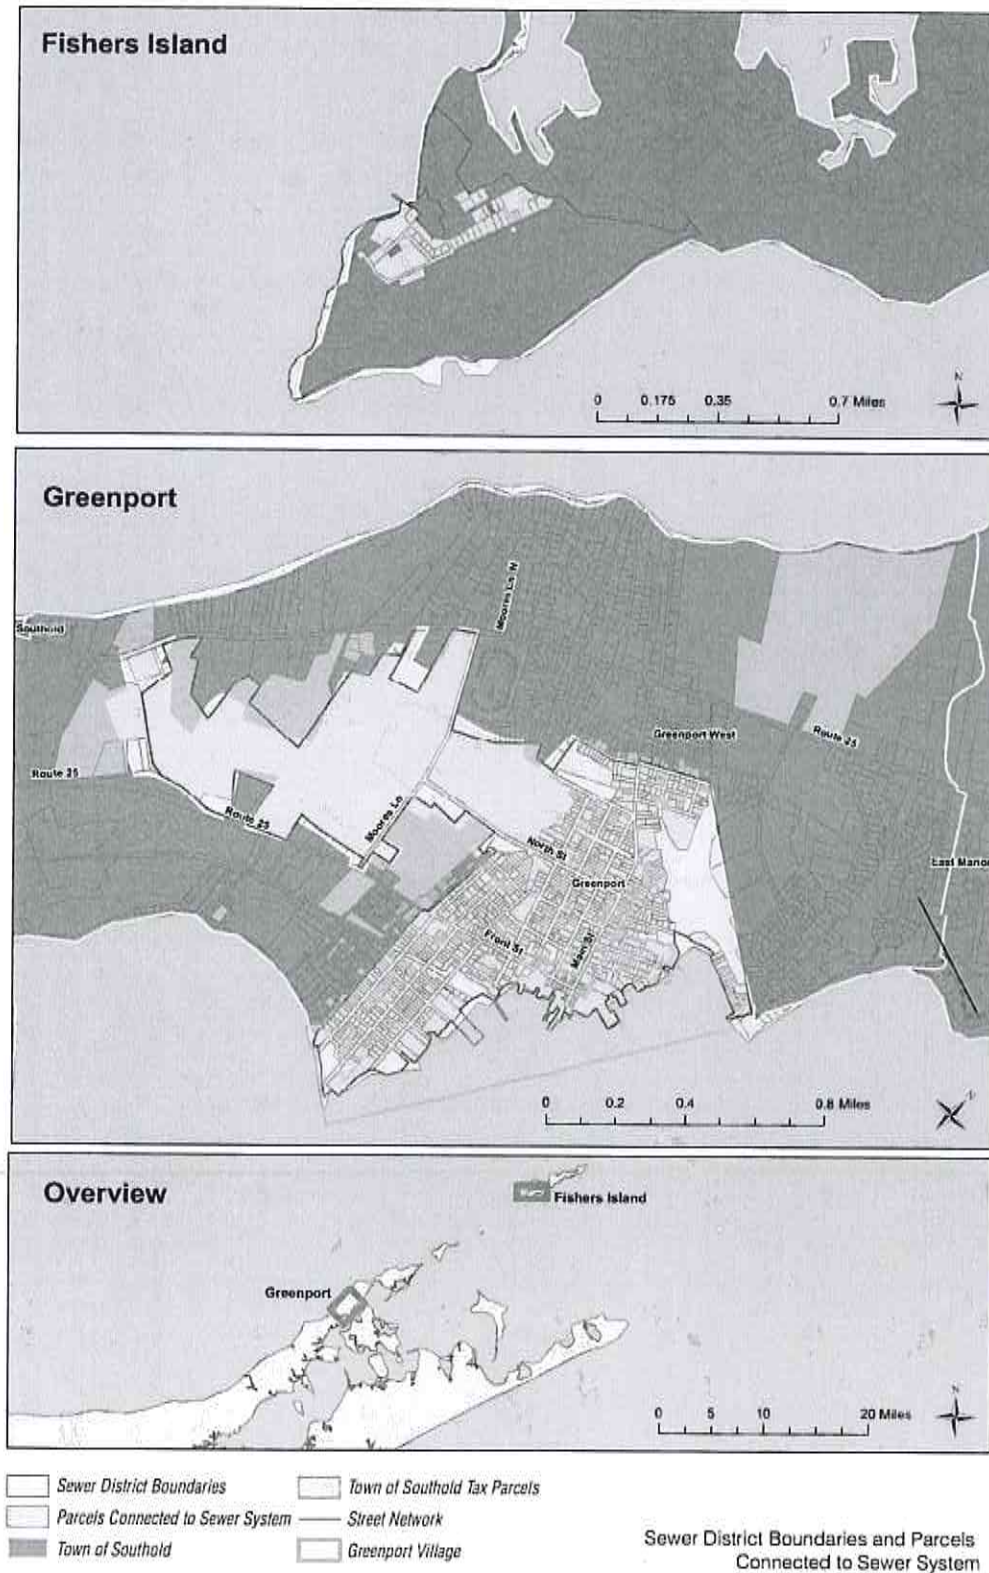 Fishers Island
N
0 0.175 0.35 0.7 Miles
Greenport
Moores Ln N
Southold
Greenport West
Route 25
Route 25
Route 25
Moores Ln
North St
East Marion
Greenport
Front St
Main St
0 0.2 0.4 0.8 Miles
N
Overview
Fishers Island
Greenport
N
0 5 10 20 Miles
Sewer District Boundaries
Town of Southold Tax Parcels
Parcels Connected to Sewer System
Street Network
Town of Southold
Greenport Village
Sewer District Boundaries and Parcels
Connected to Sewer System